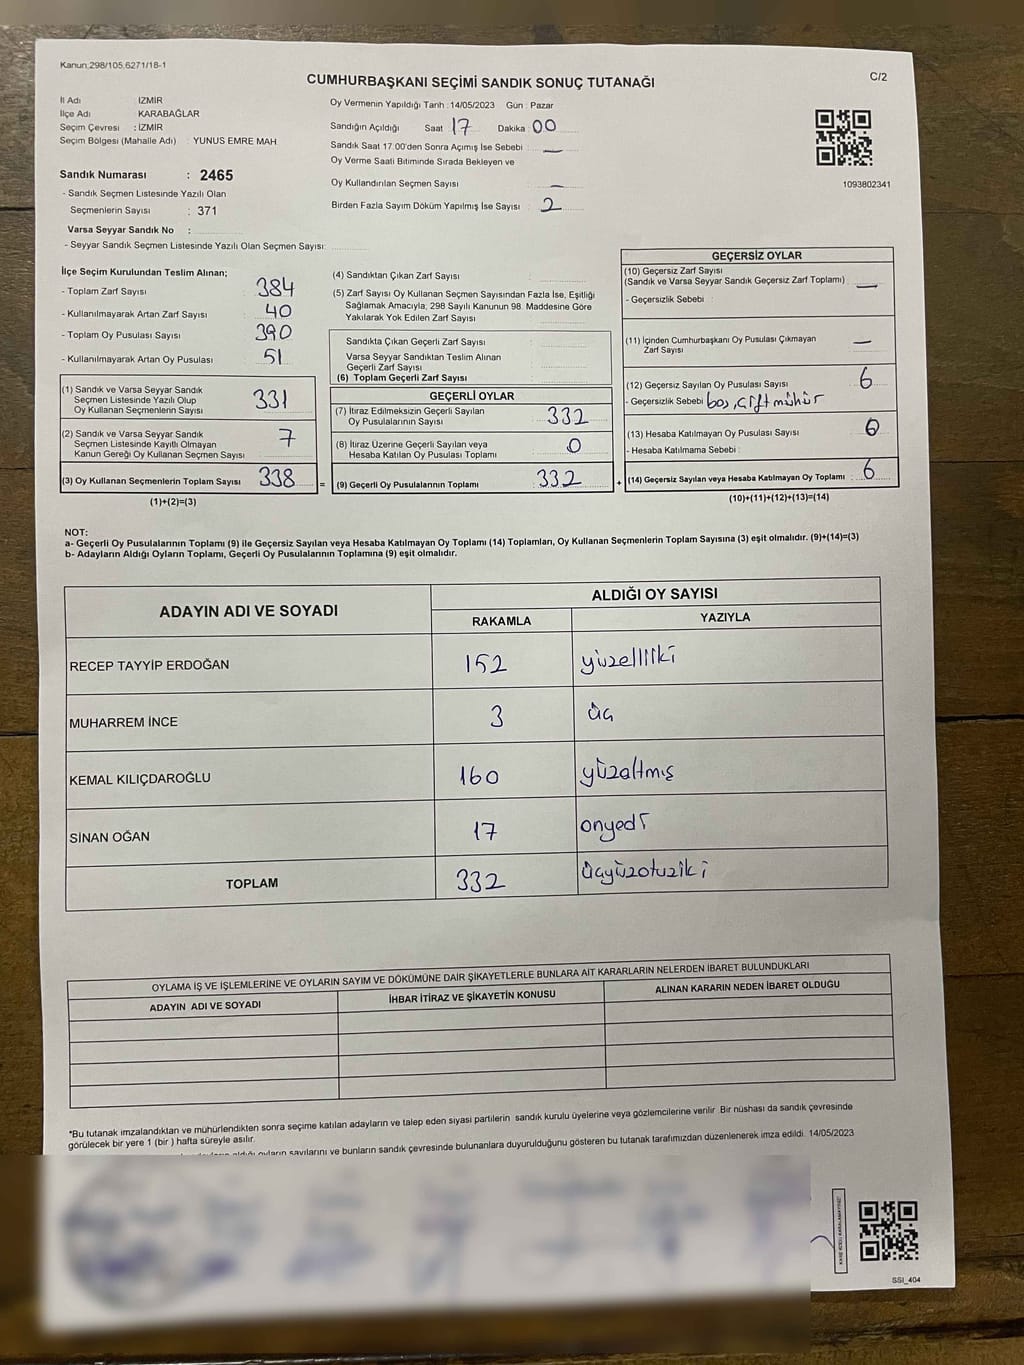 Kanun:298/105,6271/18-1
CUMHURBAŞKANI SEÇİMİ SANDIK SONUÇ TUTANAĞI
C/2
İl Adı İZMİR
İlçe Adı KARABAĞLAR
Seçim Çevresi : İZMİR
Seçim Bölgesi (Mahalle Adı) : YUNUS EMRE MAH
Sandık Numarası : 2465
- Sandık Seçmen Listesinde Yazılı Olan
Seçmenlerin Sayısı : 371
Varsa Seyyar Sandık No :
- Seyyar Sandık Seçmen Listesinde Yazılı Olan Seçmen Sayısı:
Oy Vermenin Yapıldığı Tarih : 14/05/2023 Gün : Pazar
Sandığın Açıldığı Saat 17 Dakika : 00
Sandık Saat 17:00'den Sonra Açımış İse Sebebi : —
Oy Verme Saati Bitiminde Sırada Bekleyen ve
Oy Kullandırılan Seçmen Sayısı —
Birden Fazla Sayım Döküm Yapılmış İse Sayısı : 2
1093802341
İlçe Seçim Kurulundan Teslim Alınan;
- Toplam Zarf Sayısı : 384
- Kullanılmayarak Artan Zarf Sayısı : 40
- Toplam Oy Pusulası Sayısı : 390
- Kullanılmayarak Artan Oy Pusulası : 51
(1) Sandık ve Varsa Seyyar Sandık
Seçmen Listesinde Yazılı Olup
Oy Kullanan Seçmenlerin Sayısı 331
(2) Sandık ve Varsa Seyyar Sandık
Seçmen Listesinde Kayıtlı Olmayan
Kanun Gereği Oy Kullanan Seçmen Sayısı 7
(3) Oy Kullanan Seçmenlerin Toplam Sayısı 338 =
(1)+(2)=(3)
(4) Sandıktan Çıkan Zarf Sayısı
(5) Zarf Sayısı Oy Kullanan Seçmen Sayısından Fazla İse, Eşitliği
Sağlamak Amacıyla, 298 Sayılı Kanunun 98. Maddesine Göre
Yakılarak Yok Edilen Zarf Sayısı
Sandıkta Çıkan Geçerli Zarf Sayısı
Varsa Seyyar Sandıktan Teslim Alınan
Geçerli Zarf Sayısı
(6) Toplam Geçerli Zarf Sayısı
GEÇERLİ OYLAR
(7) İtiraz Edilmeksizin Geçerli Sayılan
Oy Pusulalarının Sayısı : 332
(8) İtiraz Üzerine Geçerli Sayılan veya
Hesaba Katılan Oy Pusulası Toplamı 0
(9) Geçerli Oy Pusulalarının Toplamı : 332 +
GEÇERSİZ OYLAR
(10) Geçersiz Zarf Sayısı
(Sandık ve Varsa Seyyar Sandık Geçersiz Zarf Toplamı) : —
- Geçersizlik Sebebi :
(11) İçinden Cumhurbaşkanı Oy Pusulası Çıkmayan
Zarf Sayısı —
(12) Geçersiz Sayılan Oy Pusulası Sayısı : 6
- Geçersizlik Sebebi boş, çift mühür
(13) Hesaba Katılmayan Oy Pusulası Sayısı : 0
- Hesaba Katılmama Sebebi :
(14) Geçersiz Sayılan veya Hesaba Katılmayan Oy Toplamı : 6
(10)+(11)+(12)+(13)=(14)
NOT:
a- Geçerli Oy Pusulalarının Toplamı (9) ile Geçersiz Sayılan veya Hesaba Katılmayan Oy Toplamı (14) Toplamları, Oy Kullanan Seçmenlerin Toplam Sayısına (3) eşit olmalıdır. (9)+(14)=(3)
b- Adayların Aldığı Oyların Toplamı, Geçerli Oy Pusulalarının Toplamına (9) eşit olmalıdır.
ADAYIN ADI VE SOYADI
ALDIĞI OY SAYISI
RAKAMLA YAZIYLA
RECEP TAYYİP ERDOĞAN 152 yüzelliiki
MUHARREM İNCE 3 üç
KEMAL KILIÇDAROĞLU 160 yüzaltmış
SİNAN OĞAN 17 onyedi
TOPLAM 332 üçyüzotuziki
OYLAMA İŞ VE İŞLEMLERİNE VE OYLARIN SAYIM VE DÖKÜMÜNE DAİR ŞİKAYETLERLE BUNLARA AİT KARARLARIN NELERDEN İBARET BULUNDUKLARI
ADAYIN ADI VE SOYADI İHBAR İTİRAZ VE ŞİKAYETİN KONUSU ALINAN KARARIN NEDEN İBARET OLDUĞU
*Bu tutanak imzalandıktan ve mühürlendikten sonra seçime katılan adayların ve talep eden siyasi partilerin sandık kurulu üyelerine veya gözlemcilerine verilir. Bir nüshası da sandık çevresinde
görülecek bir yere 1 (bir ) hafta süreyle asılır.
aldığı oyların sayılarını ve bunların sandık çevresinde bulunanlara duyurulduğunu gösteren bu tutanak tarafımızdan düzenlenerek imza edildi. 14/05/2023
SSI_404